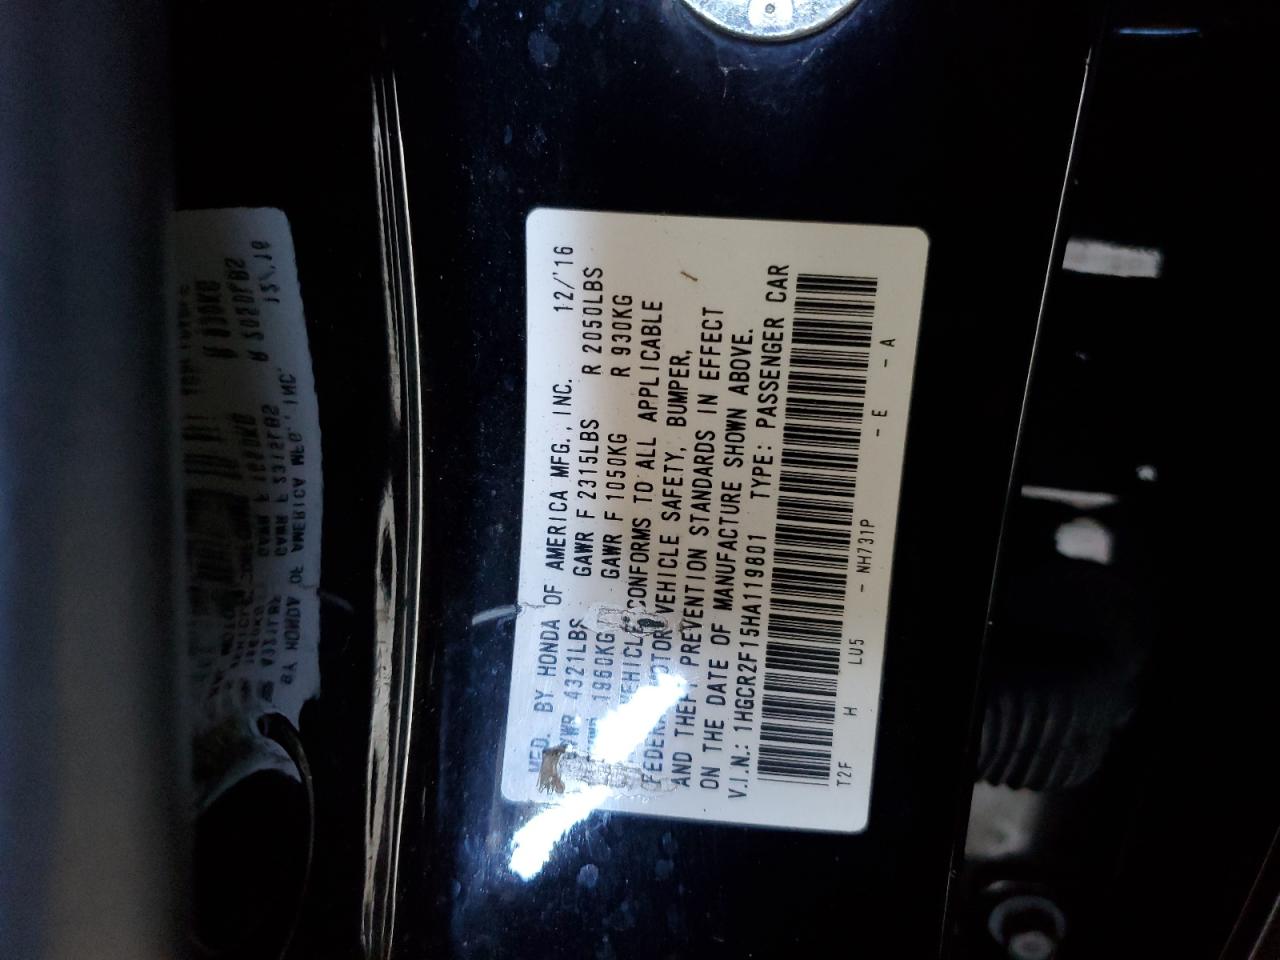 MFD. BY HONDA OF AMERICA MFG., INC. 12/'16
4321LBS GAWR F 2315LBS R 2050LBS
1960KG GAWR F 1050KG R 930KG
VEHICLE CONFORMS TO ALL APPLICABLE
FEDERAL MOTOR VEHICLE SAFETY, BUMPER,
AND THEFT PREVENTION STANDARDS IN EFFECT
ON THE DATE OF MANUFACTURE SHOWN ABOVE.
V.I.N.: 1HGCR2F15HA119801 TYPE: PASSENGER CAR
T2F H LU5 - NH731P - E - A